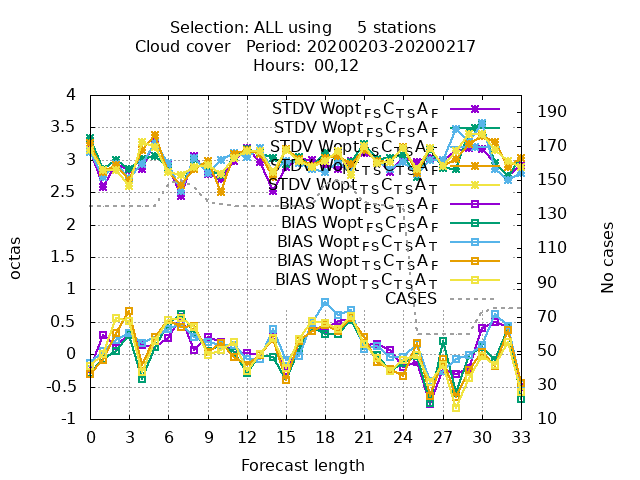 Selection: ALL using 5 stations
Cloud cover Period: 20200203-20200217
Hours: 00,12
4
3.5
3
2.5
2
1.5
1
0.5
0
-0.5
-1
octas
STDV Wopt FS C TS A F
STDV Wopt FS C FS A F
STDV Wopt FS C TS A T
STDV Wopt TS C TS A F
STDV Wopt TS C TS A T
BIAS Wopt FS C TS A F
BIAS Wopt FS C FS A F
BIAS Wopt FS C TS A T
BIAS Wopt TS C TS A F
BIAS Wopt TS C TS A T
CASES
190
170
150
130
110
90
70
50
30
10
No cases
0 3 6 9 12 15 18 21 24 27 30 33
Forecast length